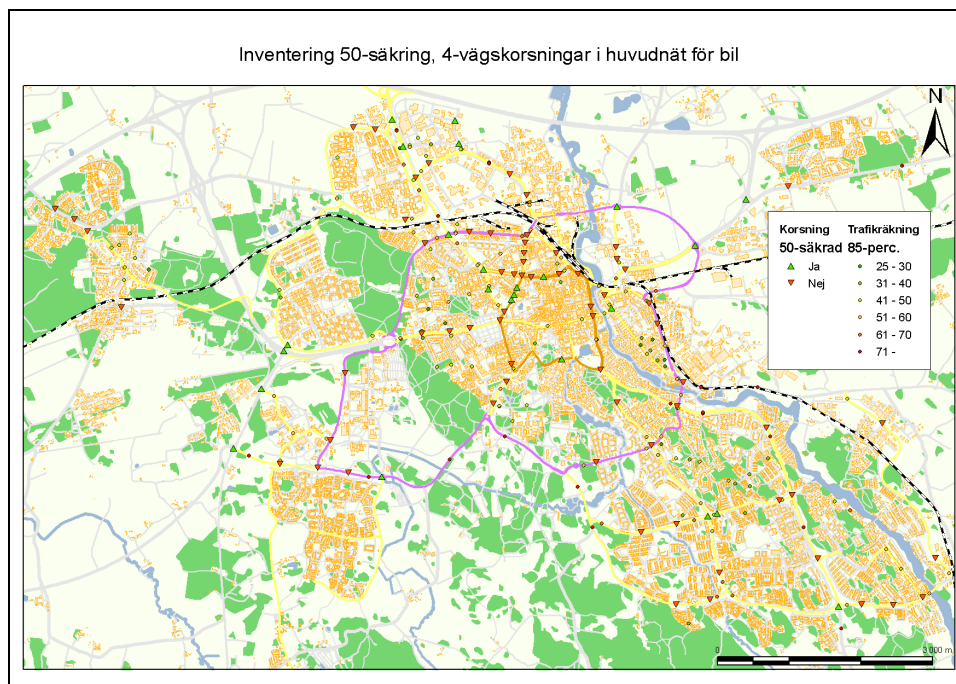 Inventering 50-säkring, 4-vägskorsningar i huvudnät för bil
N
Korsning Trafikräkning
50-säkrad 85-perc.
Ja 25 - 30
Nej 31 - 40
41 - 50
51 - 60
61 - 70
71 -
0 3 000 m